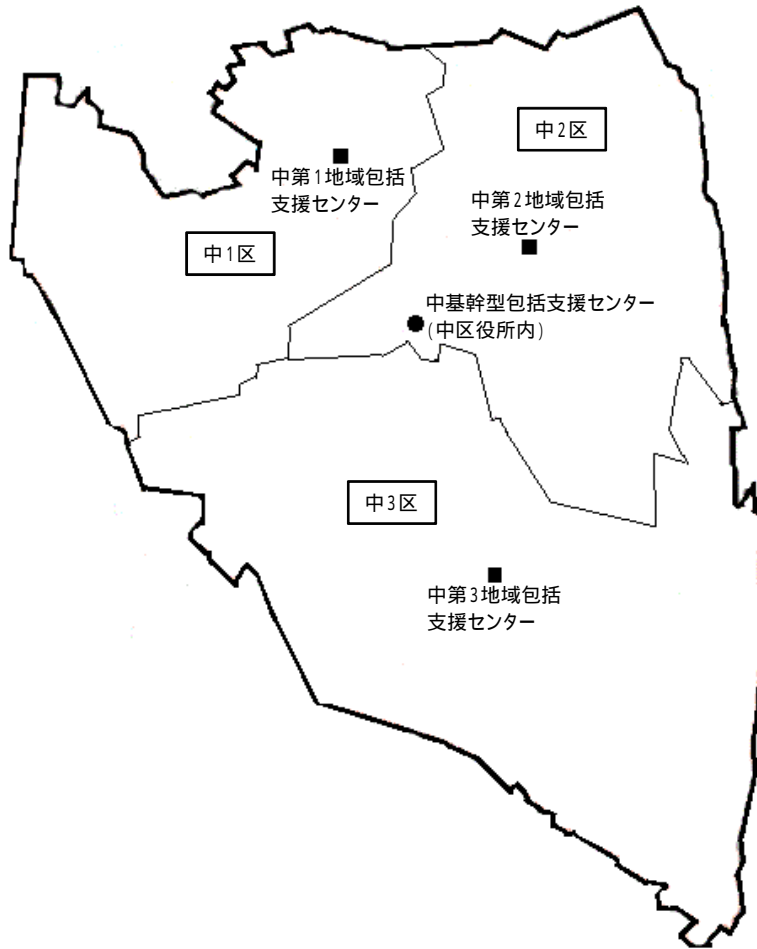 中2区
中第1地域包括
支援センター
中第2地域包括
支援センター
中1区
中基幹型包括支援センター
(中区役所内)
中3区
中第3地域包括
支援センター